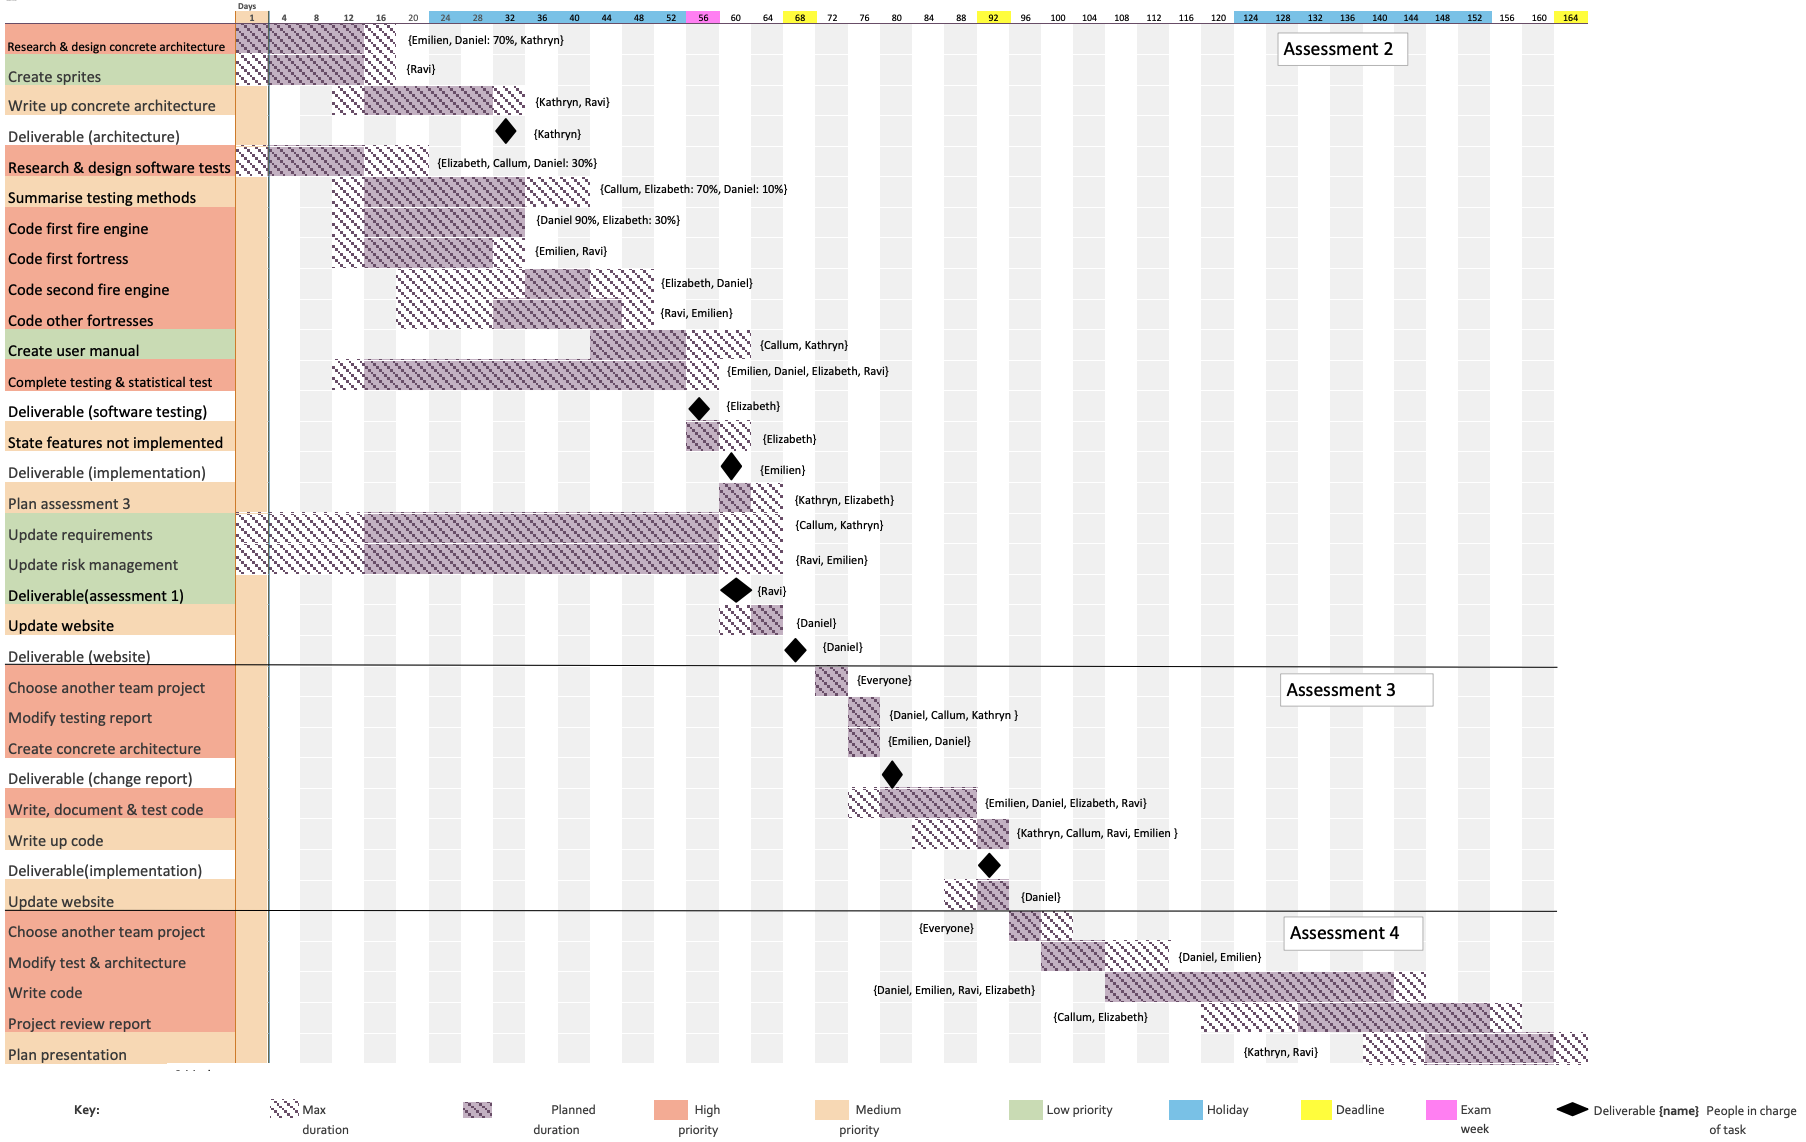 Days
1 4 8 12 16 20 24 28 32 36 40 44 48 52 56 60 64 68 72 76 80 84 88 92 96 100 104 108 112 116 120 124 128 132 136 140 144 148 152 156 160 164
Research & design concrete architecture {Emilien, Daniel: 70%, Kathryn} Assessment 2
Create sprites {Ravi}
Write up concrete architecture {Kathryn, Ravi}
Deliverable (architecture) {Kathryn}
Research & design software tests {Elizabeth, Callum, Daniel: 30%}
Summarise testing methods {Callum, Elizabeth: 70%, Daniel: 10%}
Code first fire engine {Daniel 90%, Elizabeth: 30%}
Code first fortress {Emilien, Ravi}
Code second fire engine {Elizabeth, Daniel}
Code other fortresses {Ravi, Emilien}
Create user manual {Callum, Kathryn}
Complete testing & statistical test {Emilien, Daniel, Elizabeth, Ravi}
Deliverable (software testing) {Elizabeth}
State features not implemented {Elizabeth}
Deliverable (implementation) {Emilien}
Plan assessment 3 {Kathryn, Elizabeth}
Update requirements {Callum, Kathryn}
Update risk management {Ravi, Emilien}
Deliverable(assessment 1) {Ravi}
Update website {Daniel}
Deliverable (website) {Daniel}
Choose another team project {Everyone} Assessment 3
Modify testing report {Daniel, Callum, Kathryn }
Create concrete architecture {Emilien, Daniel}
Deliverable (change report)
Write, document & test code {Emilien, Daniel, Elizabeth, Ravi}
Write up code {Kathryn, Callum, Ravi, Emilien }
Deliverable(implementation)
Update website {Daniel}
Choose another team project {Everyone} Assessment 4
Modify test & architecture {Daniel, Emilien}
Write code {Daniel, Emilien, Ravi, Elizabeth}
Project review report {Callum, Elizabeth}
Plan presentation {Kathryn, Ravi}
Key: Max duration Planned duration High priority Medium priority Low priority Holiday Deadline Exam week Deliverable {name} People in charge of task